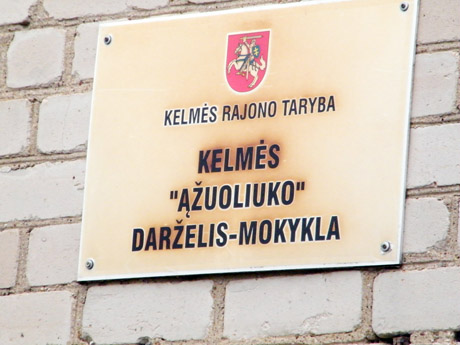 KELMĖS RAJONO TARYBA
KELMĖS
"ĄŽUOLIUKO"
DARŽELIS-MOKYKLA